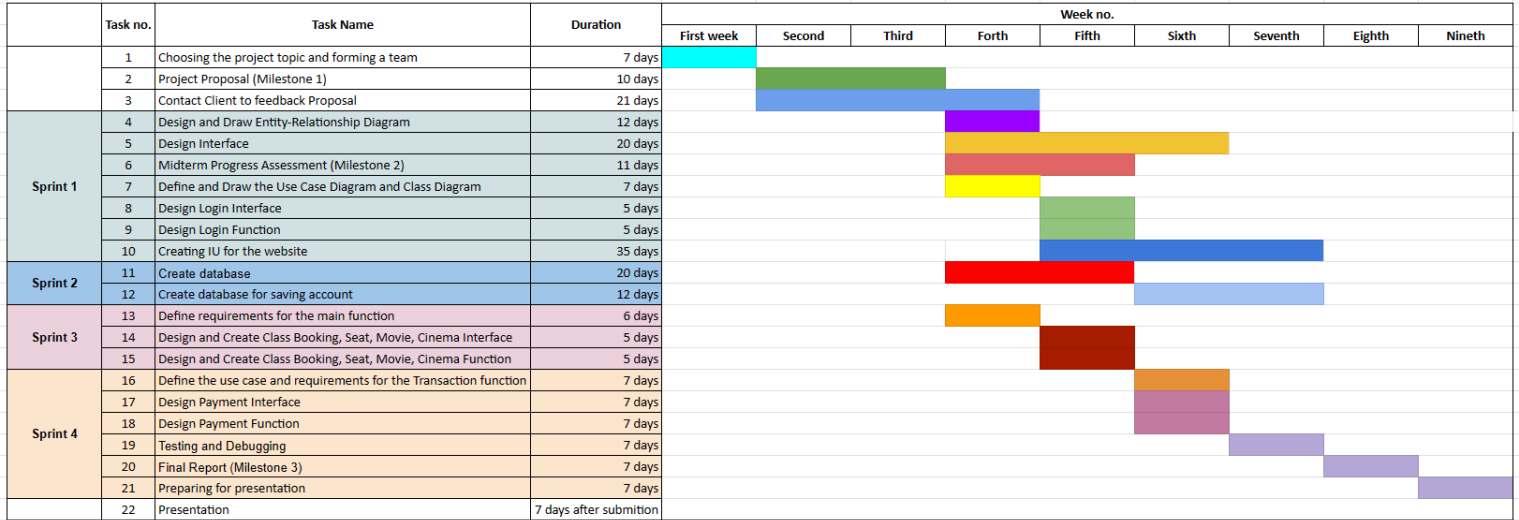 Task no. Task Name Duration Week no.
First week Second Third Forth Fifth Sixth Seventh Eighth Nineth
1 Choosing the project topic and forming a team 7 days
2 Project Proposal (Milestone 1) 10 days
3 Contact Client to feedback Proposal 21 days
4 Design and Draw Entity-Relationship Diagram 12 days
5 Design Interface 20 days
6 Midterm Progress Assessment (Milestone 2) 11 days
Sprint 1 7 Define and Draw the Use Case Diagram and Class Diagram 7 days
8 Design Login Interface 5 days
9 Design Login Function 5 days
10 Creating IU for the website 35 days
Sprint 2 11 Create database 20 days
12 Create database for saving account 12 days
13 Define requirements for the main function 6 days
Sprint 3 14 Design and Create Class Booking, Seat, Movie, Cinema Interface 5 days
15 Design and Create Class Booking, Seat, Movie, Cinema Function 5 days
16 Define the use case and requirements for the Transaction function 7 days
17 Design Payment Interface 7 days
Sprint 4 18 Design Payment Function 7 days
19 Testing and Debugging 7 days
20 Final Report (Milestone 3) 7 days
21 Preparing for presentation 7 days
22 Presentation 7 days after submition